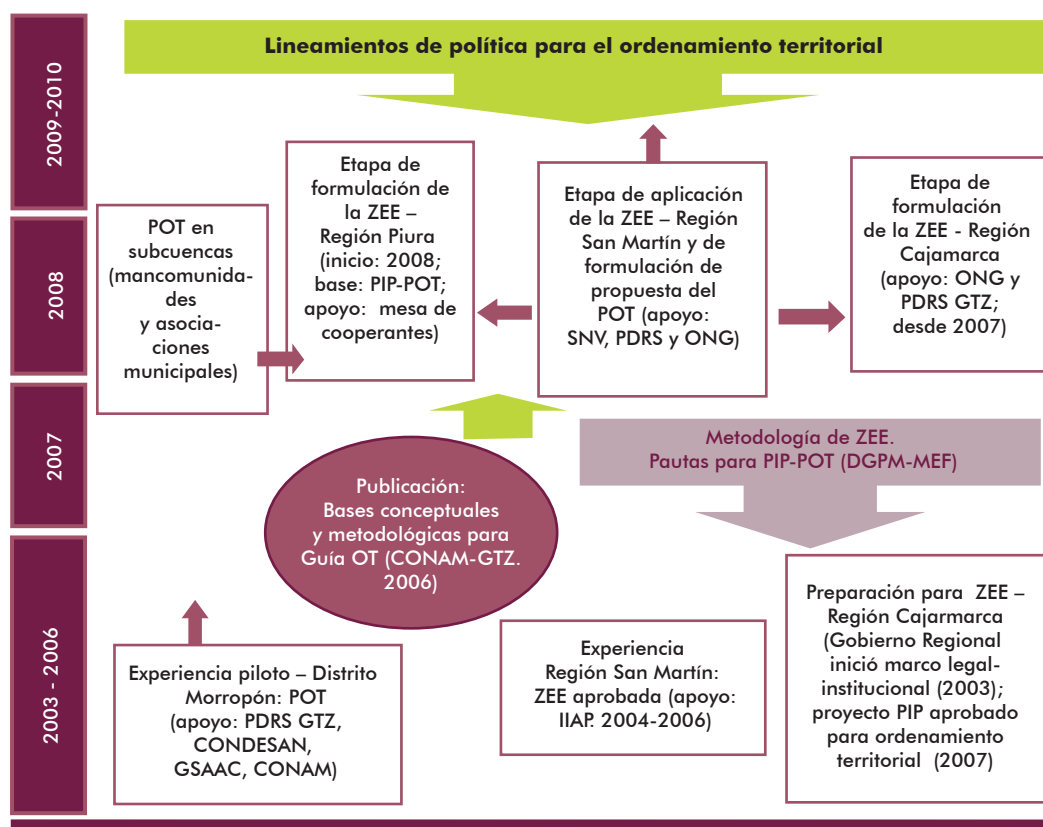 Lineamientos de política para el ordenamiento territorial
2009-2010
2008
2007
2003 - 2006
POT en
subcuencas
(mancomunida-
des
y asocia-
ciones
municipales)
Etapa de
formulación de
la ZEE –
Región Piura
(inicio: 2008;
base: PIP-POT;
apoyo: mesa de
cooperantes)
Etapa de aplicación
de la ZEE – Región
San Martín y de
formulación de
propuesta del
POT (apoyo:
SNV, PDRS y ONG)
Etapa de
formulación
de la ZEE - Región
Cajamarca
(apoyo: ONG y
PDRS GTZ;
desde 2007)
Metodología de ZEE.
Pautas para PIP-POT (DGPM-MEF)
Publicación:
Bases conceptuales
y metodológicas para
Guía OT (CONAM-GTZ.
2006)
Experiencia piloto – Distrito
Morropón: POT
(apoyo: PDRS GTZ,
CONDESAN,
GSAAC, CONAM)
Experiencia
Región San Martín:
ZEE aprobada (apoyo:
IIAP. 2004-2006)
Preparación para ZEE –
Región Cajarmarca
(Gobierno Regional
inició marco legal-
institucional (2003);
proyecto PIP aprobado
para ordenamiento
territorial (2007)